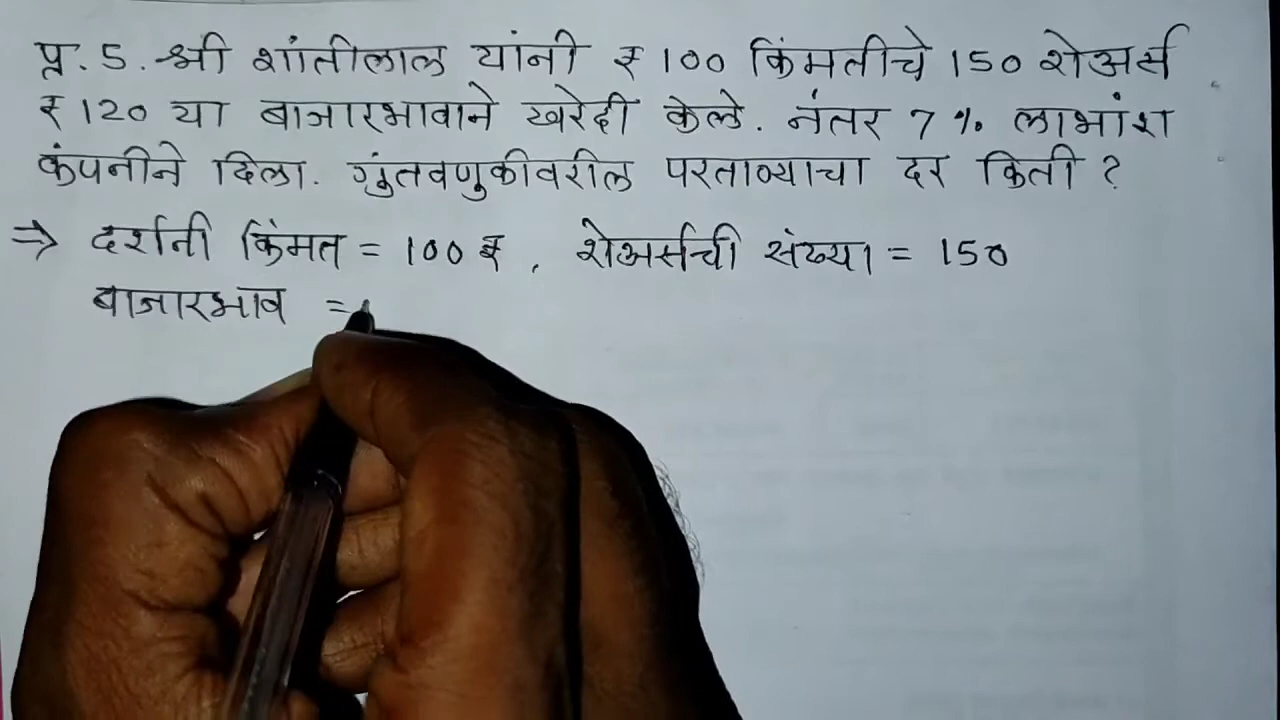 प्र. 5. श्री शांतीलाल यांनी ₹ 100 किंमतीचे 150 शेअर्स
₹ 120 या बाजारभावाने खरेदी केले. नंतर 7 % लाभांश
कंपनीने दिला. गुंतवणुकीवरील परताव्याचा दर किती ?
⇒ दर्शनी किंमत = 100 ₹, शेअर्सची संख्या = 150
बाजारभाव =